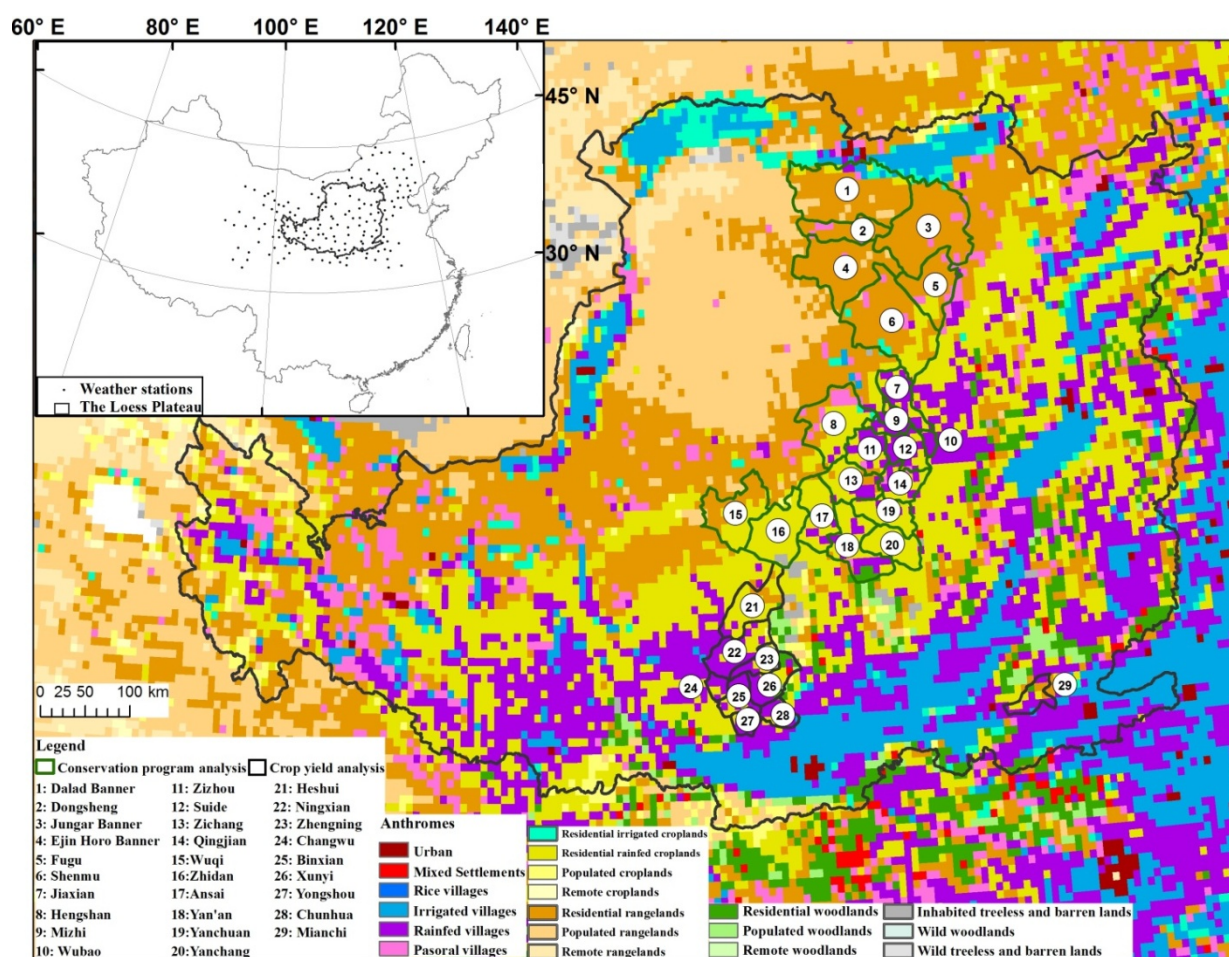 60° E 80° E 100° E 120° E 140° E
45° N
30° N
Weather stations
The Loess Plateau
1
2
3
4
5
6
7
8
9
10
11
12
13
14
15
16
17
18
19
20
21
22
23
24
25
26
27
28
29
0 25 50 100 km
Legend
Conservation program analysis Crop yield analysis
1: Dalad Banner 11: Zizhou 21: Heshui
2: Dongsheng 12: Suide 22: Ningxian
3: Jungar Banner 13: Zichang 23: Zhengning
4: Ejin Horo Banner 14: Qingjian 24: Changwu
5: Fugu 15:Wuqi 25: Binxian
6: Shenmu 16:Zhidan 26: Xunyi
7: Jiaxian 17:Ansai 27: Yongshou
8: Hengshan 18:Yan'an 28: Chunhua
9: Mizhi 19:Yanchuan 29: Mianchi
10: Wubao 20:Yanchang
Anthromes
Urban
Mixed Settlements
Rice villages
Irrigated villages
Rainfed villages
Pasoral villages
Residential irrigated croplands
Residential rainfed croplands
Populated croplands
Remote croplands
Residential rangelands
Populated rangelands
Remote rangelands
Residential woodlands
Populated woodlands
Remote woodlands
Inhabited treeless and barren lands
Wild woodlands
Wild treeless and barren lands